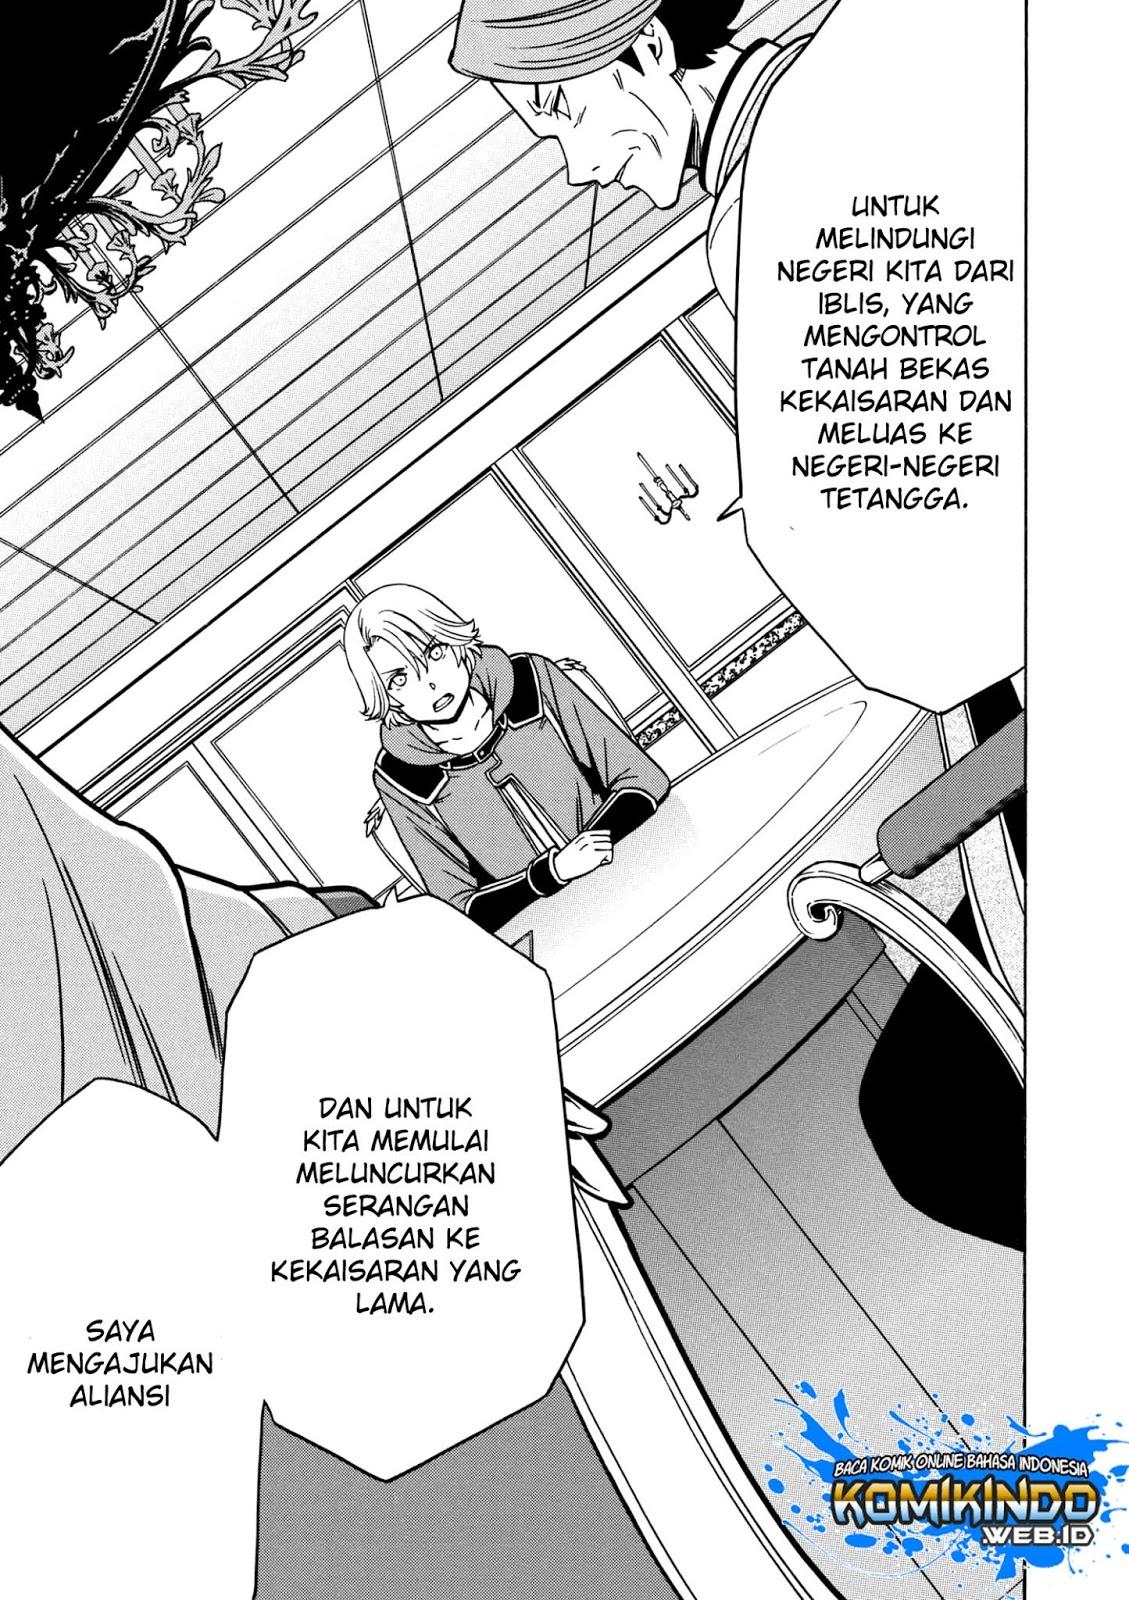 UNTUK
MELINDUNGI
NEGERI KITA DARI
IBLIS, YANG
MENGONTROL
TANAH BEKAS
KEKAISARAN DAN
MELUAS KE
NEGERI-NEGERI
TETANGGA.
DAN UNTUK
KITA MEMULAI
MELUNCURKAN
SERANGAN
BALASAN KE
KEKAISARAN YANG
LAMA.
SAYA
MENGAJUKAN
ALIANSI
BACA KOMIK ONLINE BAHASA INDONESIA
KOMIKINDO
.WEB.ID